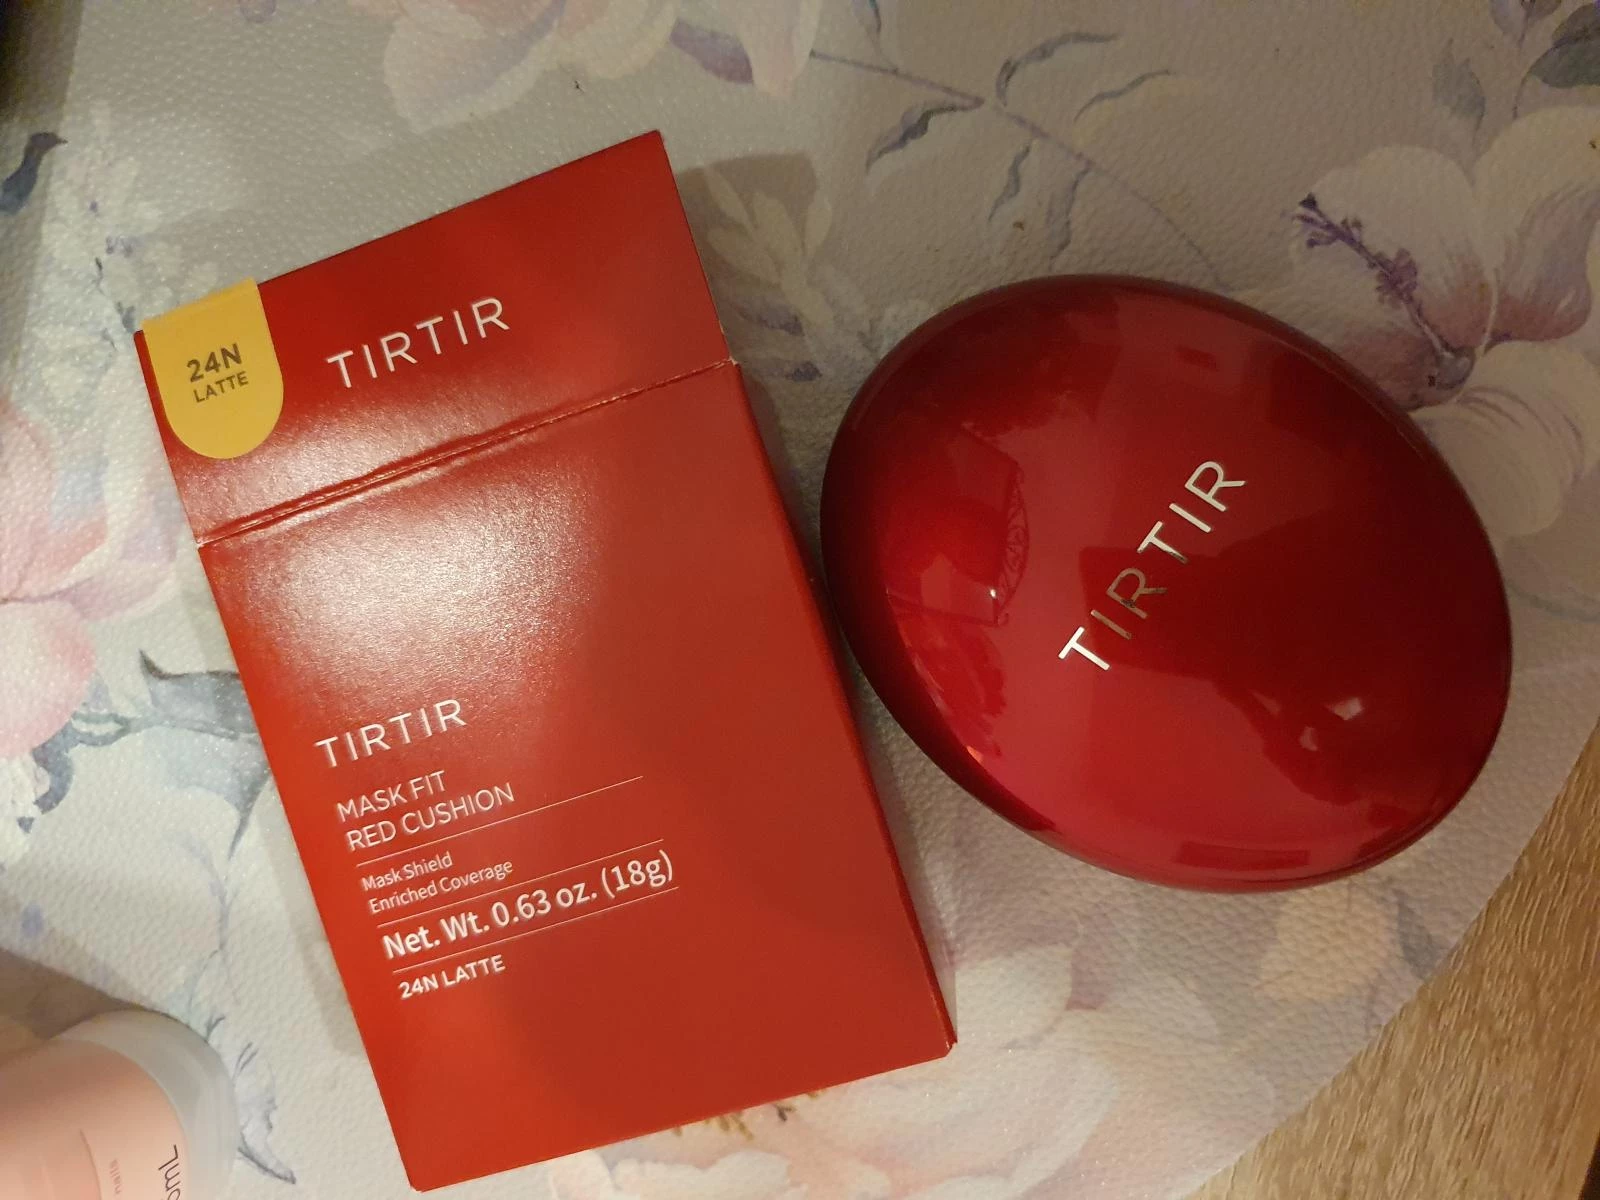 24N
LATTE
TIRTIR
TIRTIR
MASK FIT
RED CUSHION
Mask Shield
Enriched Coverage
Net. Wt. 0.63 oz. (18g)
24N LATTE
TIRTIR